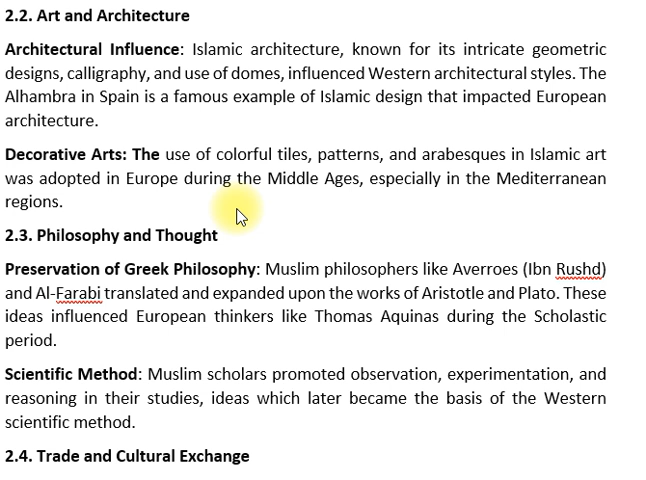 2.2. Art and Architecture
Architectural Influence: Islamic architecture, known for its intricate geometric
designs, calligraphy, and use of domes, influenced Western architectural styles. The
Alhambra in Spain is a famous example of Islamic design that impacted European
architecture.
Decorative Arts: The use of colorful tiles, patterns, and arabesques in Islamic art
was adopted in Europe during the Middle Ages, especially in the Mediterranean
regions.
2.3. Philosophy and Thought
Preservation of Greek Philosophy: Muslim philosophers like Averroes (Ibn Rushd)
and Al-Farabi translated and expanded upon the works of Aristotle and Plato. These
ideas influenced European thinkers like Thomas Aquinas during the Scholastic
period.
Scientific Method: Muslim scholars promoted observation, experimentation, and
reasoning in their studies, ideas which later became the basis of the Western
scientific method.
2.4. Trade and Cultural Exchange